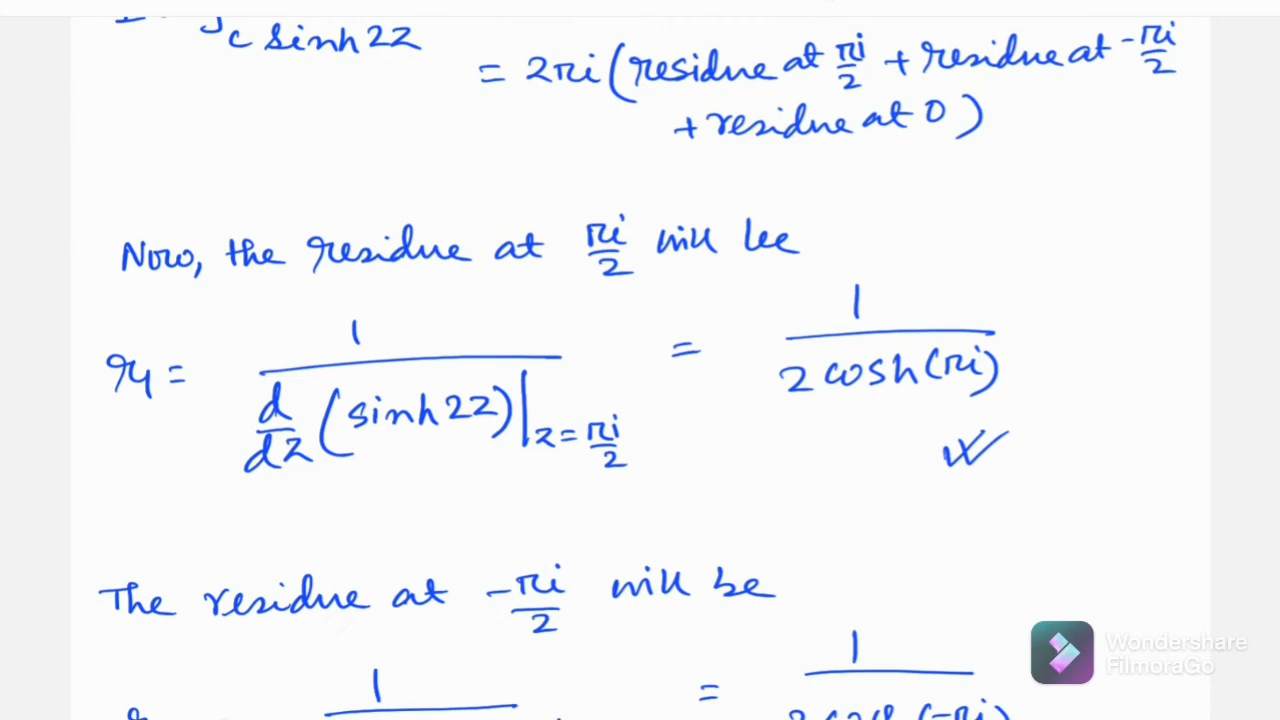 ∫c sinh 2z
= 2πi (residue at πi/2 + residue at -πi/2
+ residue at 0)
Now, the residue at πi/2 will be
r₁ = 1 / (d/dz (sinh 2z)|z=πi/2) = 1 / (2 cosh(πi))
The residue at -πi/2 will be
1 = 1
Wondershare
FilmoraGo